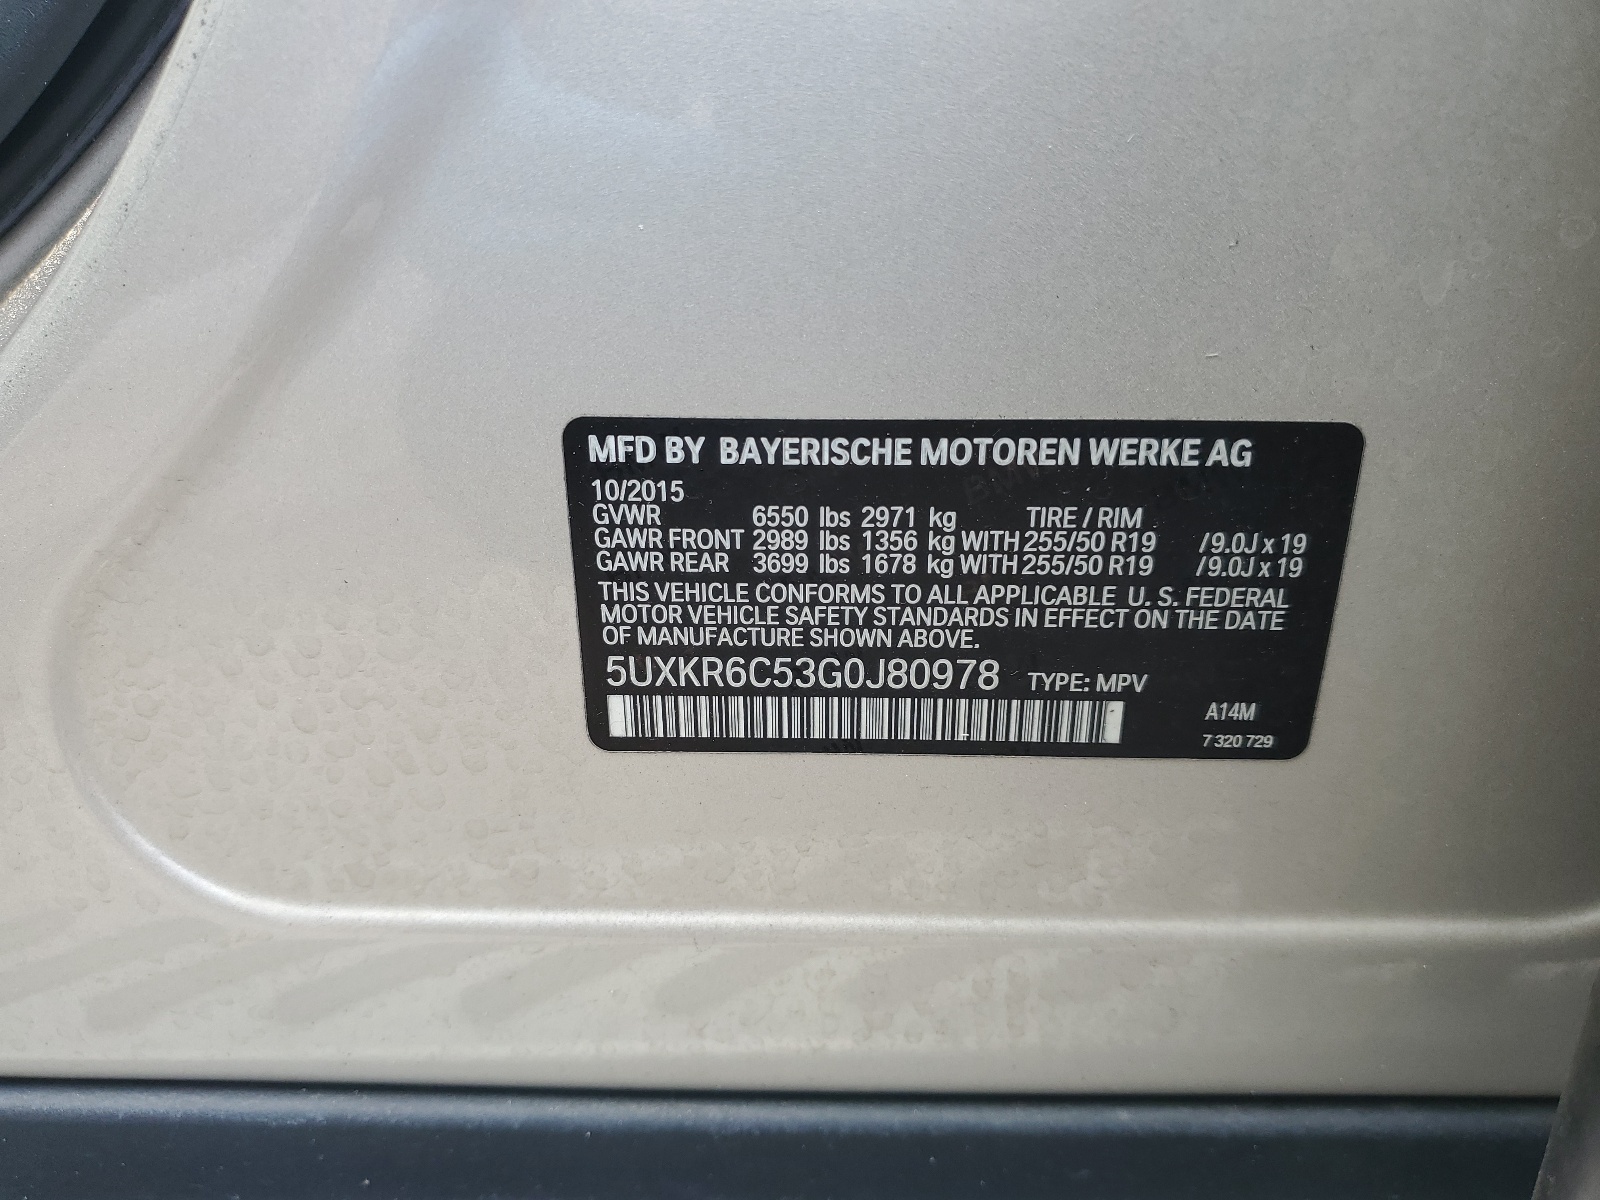 MFD BY BAYERISCHE MOTOREN WERKE AG
10/2015
GVWR 6550 lbs 2971 kg TIRE / RIM
GAWR FRONT 2989 lbs 1356 kg WITH 255/50 R19 /9.0J x 19
GAWR REAR 3699 lbs 1678 kg WITH 255/50 R19 /9.0J x 19
THIS VEHICLE CONFORMS TO ALL APPLICABLE U. S. FEDERAL
MOTOR VEHICLE SAFETY STANDARDS IN EFFECT ON THE DATE
OF MANUFACTURE SHOWN ABOVE.
5UXKR6C53G0J80978 TYPE: MPV
A14M
7 320 729